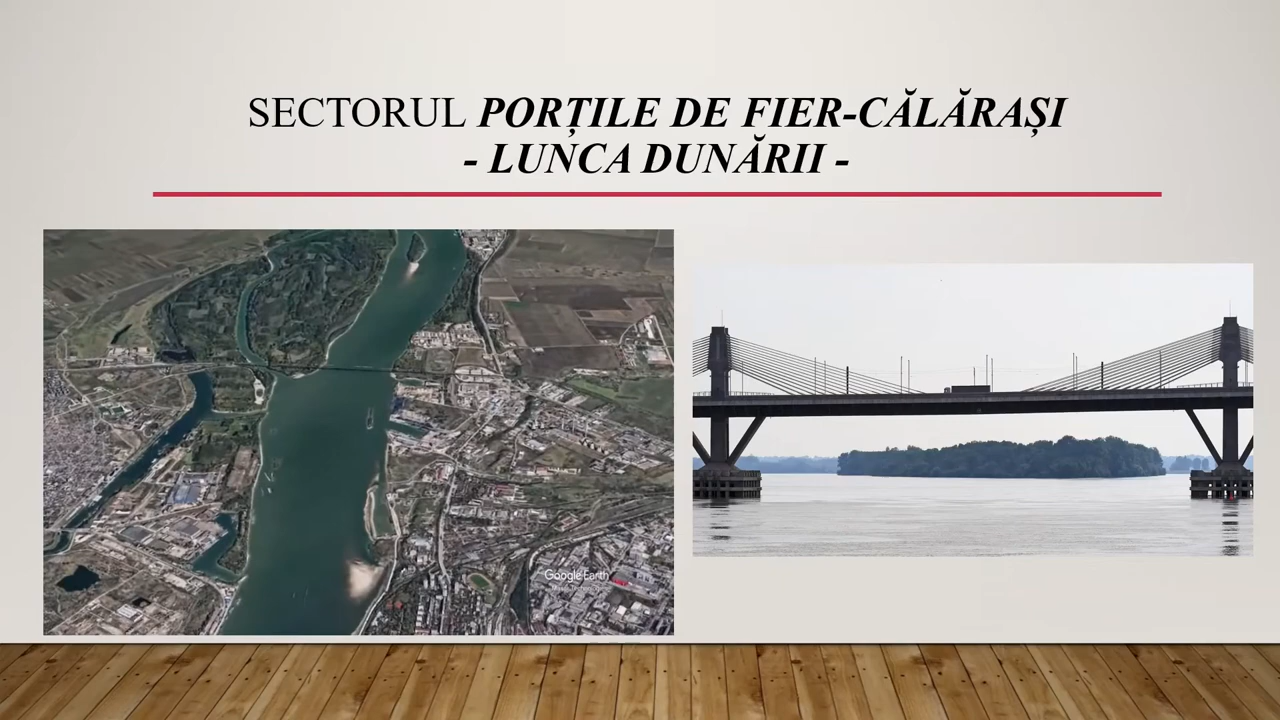 SECTORUL PORȚILE DE FIER-CĂLĂRAȘI
- LUNCA DUNĂRII -
Google Earth